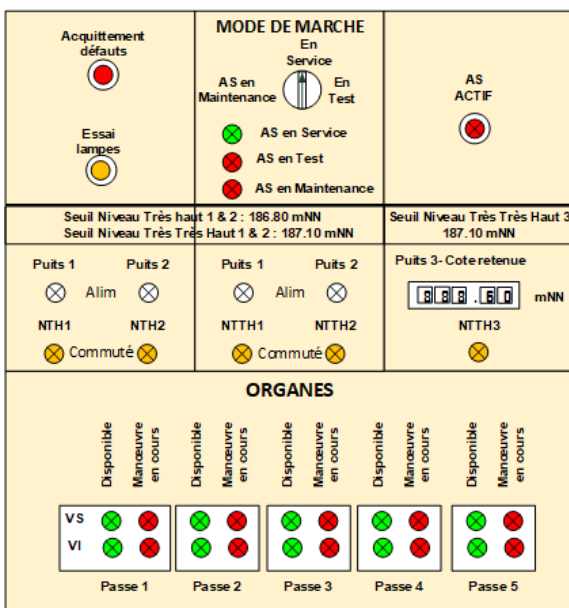 Acquittement
défauts
Essai
lampes
MODE DE MARCHE
En
Service
AS en
Maintenance
En
Test
AS en Service
AS en Test
AS en Maintenance
AS
ACTIF
Seuil Niveau Très haut 1 & 2 : 186.80 mNN
Seuil Niveau Très Très Haut 1 & 2 : 187.10 mNN
Seuil Niveau Très Très Haut 3
187.10 mNN
Puits 1 Puits 2
Alim
NTH1 NTH2
Commuté
Puits 1 Puits 2
Alim
NTTH1 NTTH2
Commuté
Puits 3- Cote retenue
888.60 mNN
NTTH3
ORGANES
Disponible
Manœuvre
en cours
Disponible
Manœuvre
en cours
Disponible
Manœuvre
en cours
Disponible
Manœuvre
en cours
Disponible
Manœuvre
en cours
VS
VI
Passe 1 Passe 2 Passe 3 Passe 4 Passe 5